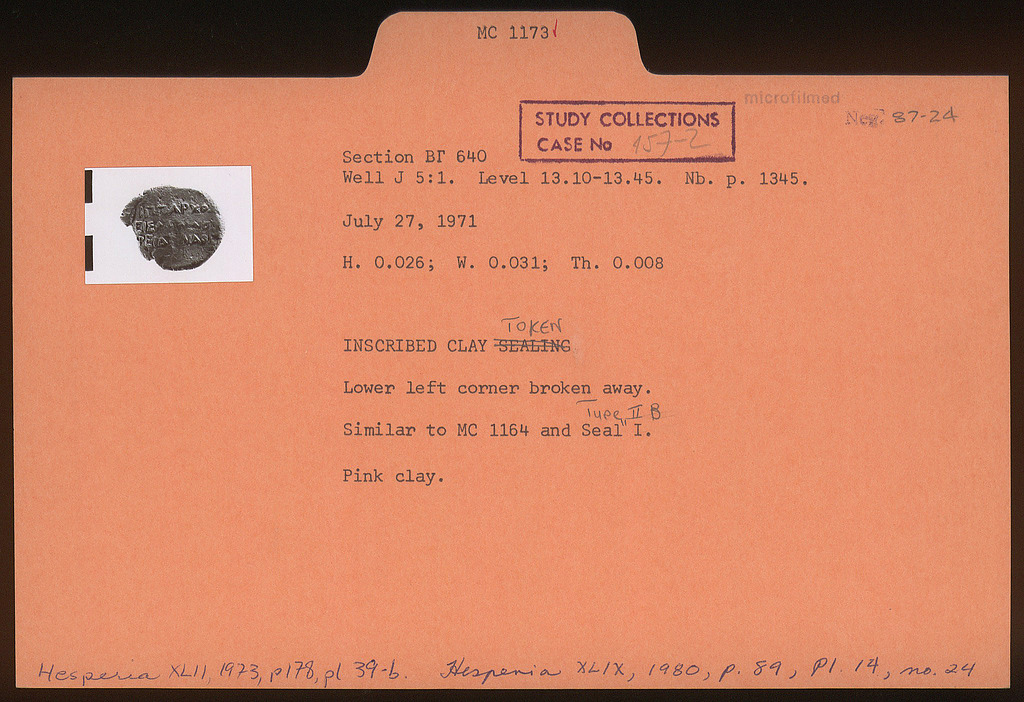 MC 1173
microfilmed
STUDY COLLECTIONS
CASE No 157-2
Neg. 87-24
Section ΒΓ 640
Well J 5:1. Level 13.10-13.45. Nb. p. 1345.
July 27, 1971
H. 0.026; W. 0.031; Th. 0.008
TOKEN
INSCRIBED CLAY SEALING
Lower left corner broken away.
Type II B
Similar to MC 1164 and Seal I.
Pink clay.
Hesperia XLII, 1973, p178, pl 39-b. Hesperia XLIX, 1980, p. 89, Pl. 14, no. 24